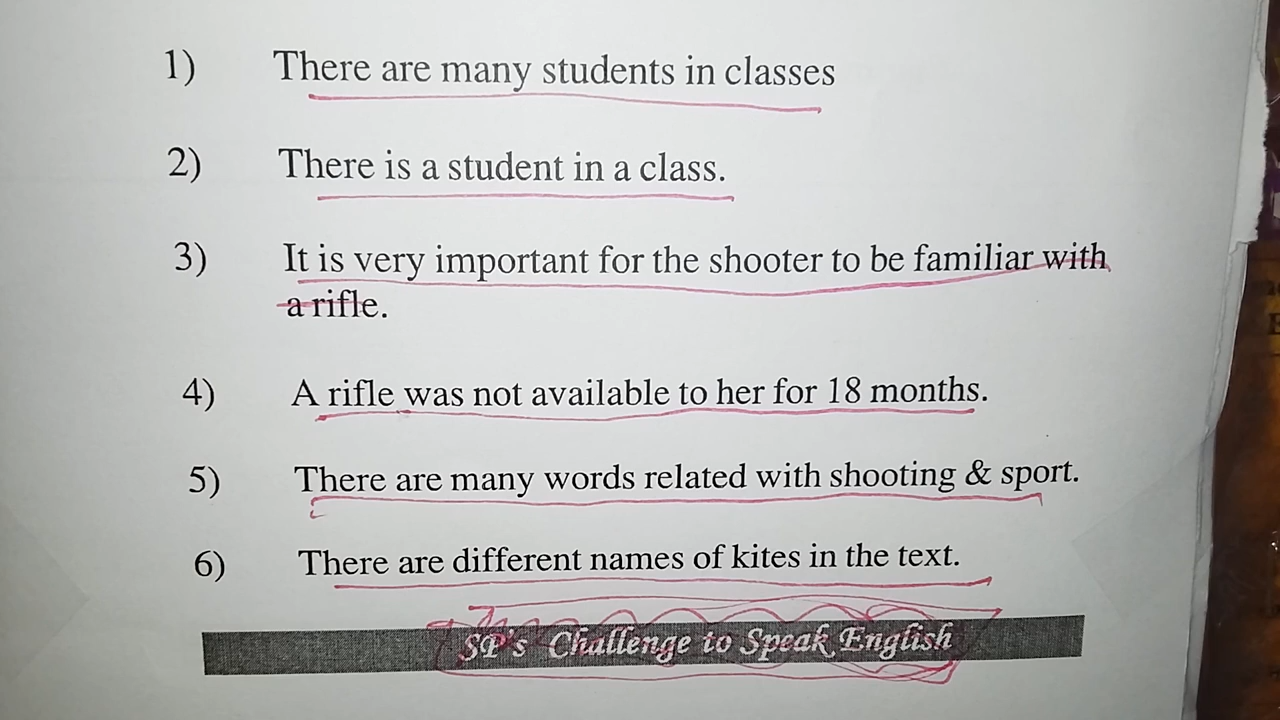 1) There are many students in classes
2) There is a student in a class.
3) It is very important for the shooter to be familiar with
a rifle.
4) A rifle was not available to her for 18 months.
5) There are many words related with shooting & sport.
6) There are different names of kites in the text.
SP's Challenge to Speak English